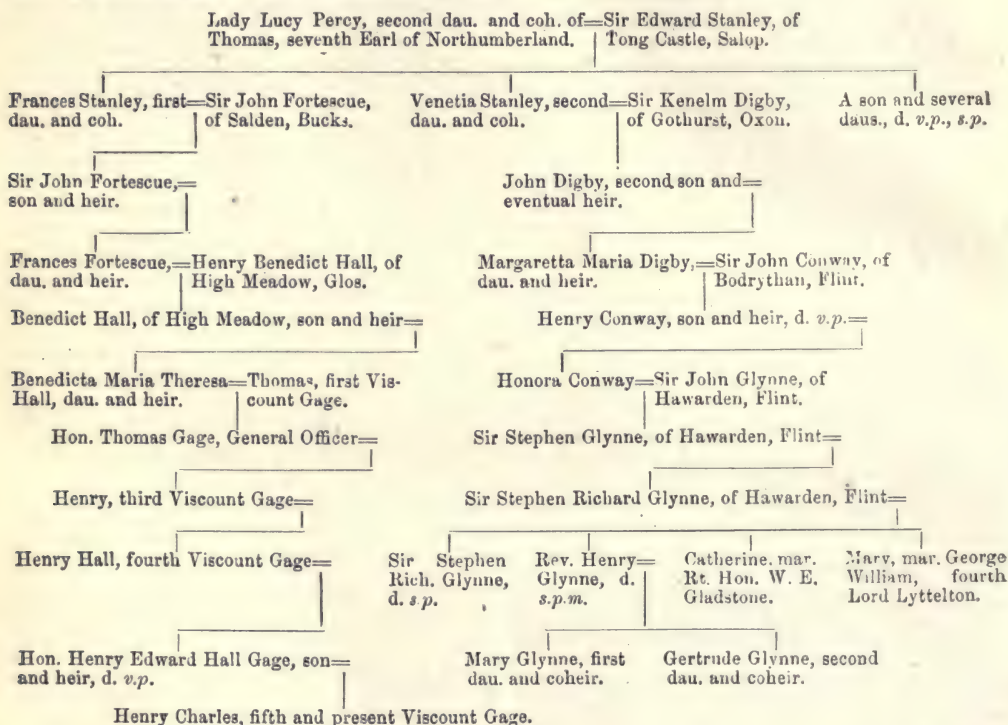 Lady Lucy Percy, second dau. and coh. of=Sir Edward Stanley, of
Thomas, seventh Earl of Northumberland. Tong Castle, Salop.
Frances Stanley, first=Sir John Fortescue,
dau. and coh. of Salden, Bucks.
Venetia Stanley, second=Sir Kenelm Digby,
dau. and coh. of Gothurst, Oxon.
A son and several
daus., d. v.p., s.p.
Sir John Fortescue,=
son and heir.
John Digby, second son and=
eventual heir.
Frances Fortescue,=Henry Benedict Hall, of
dau. and heir. High Meadow, Glos.
Margaretta Maria Digby,=Sir John Conway, of
dau. and heir. Bodrythan, Flint.
Benedict Hall, of High Meadow, son and heir=
Henry Conway, son and heir, d. v.p.=
Benedicta Maria Theresa=Thomas, first Vis-
Hall, dau. and heir. count Gage.
Honora Conway=Sir John Glynne, of
Hawarden, Flint.
Hon. Thomas Gage, General Officer=
Sir Stephen Glynne, of Hawarden, Flint=
Henry, third Viscount Gage=
Sir Stephen Richard Glynne, of Hawarden, Flint=
Henry Hall, fourth Viscount Gage=
Sir Stephen
Rich. Glynne,
d. s.p.
Rev. Henry=
Glynne, d.
s.p.m.
Catherine, mar.
Rt. Hon. W. E.
Gladstone.
Mary, mar. George
William, fourth
Lord Lyttelton.
Hon. Henry Edward Hall Gage, son=
and heir, d. v.p.
Mary Glynne, first
dau. and coheir.
Gertrude Glynne, second
dau. and coheir.
Henry Charles, fifth and present Viscount Gage.